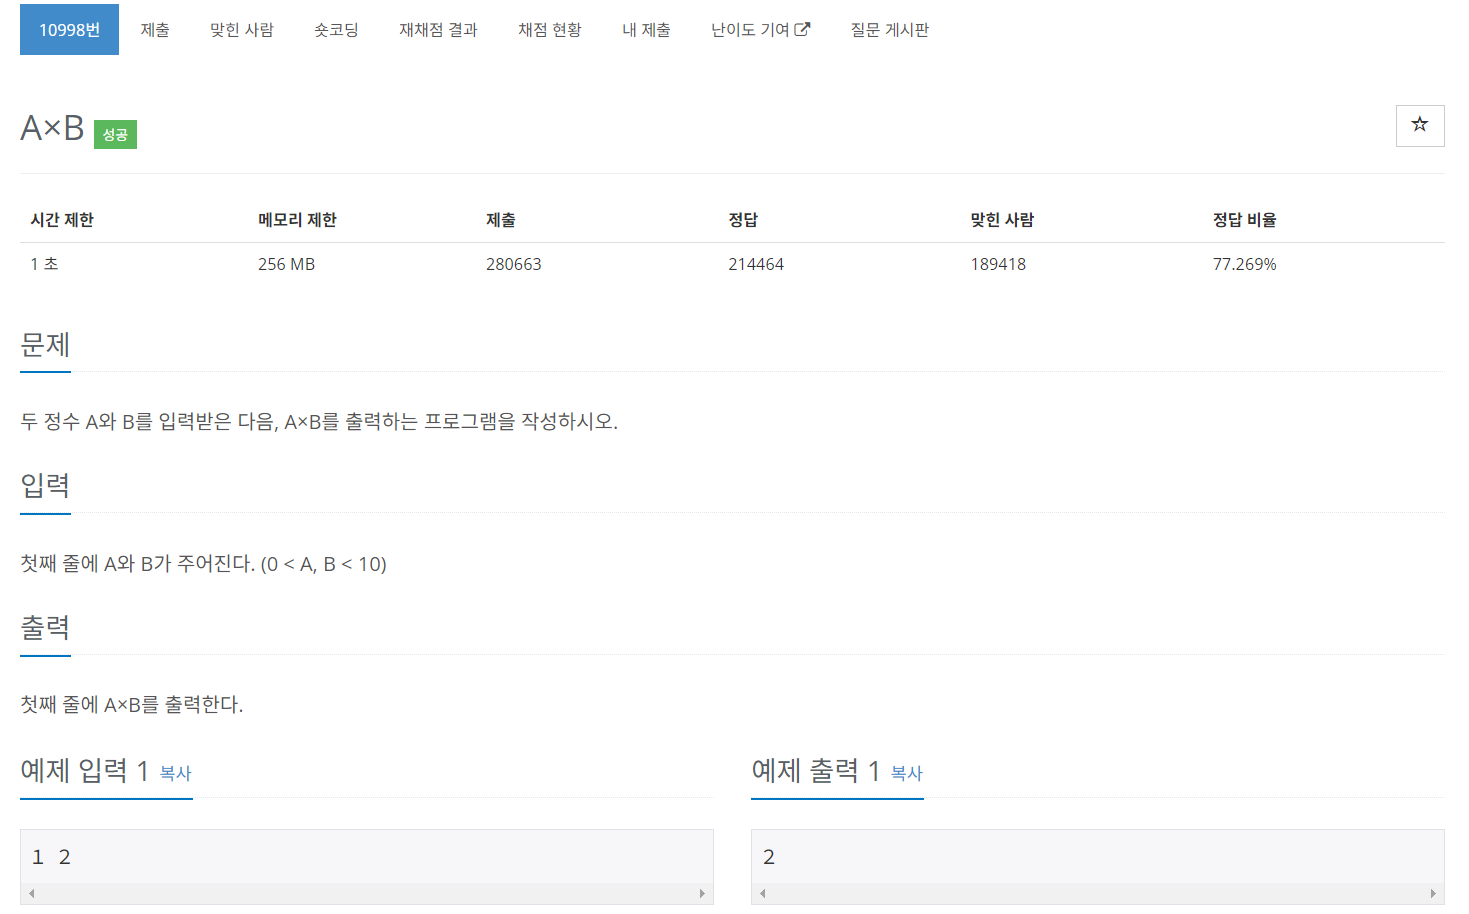 10998번 제출 맞힌 사람 숏코딩 재채점 결과 채점 현황 내 제출 난이도 기여 질문 게시판
A×B 성공
시간 제한 메모리 제한 제출 정답 맞힌 사람 정답 비율
1 초 256 MB 280663 214464 189418 77.269%
문제
두 정수 A와 B를 입력받은 다음, A×B를 출력하는 프로그램을 작성하시오.
입력
첫째 줄에 A와 B가 주어진다. (0 < A, B < 10)
출력
첫째 줄에 A×B를 출력한다.
예제 입력 1 복사
1 2
예제 출력 1 복사
2